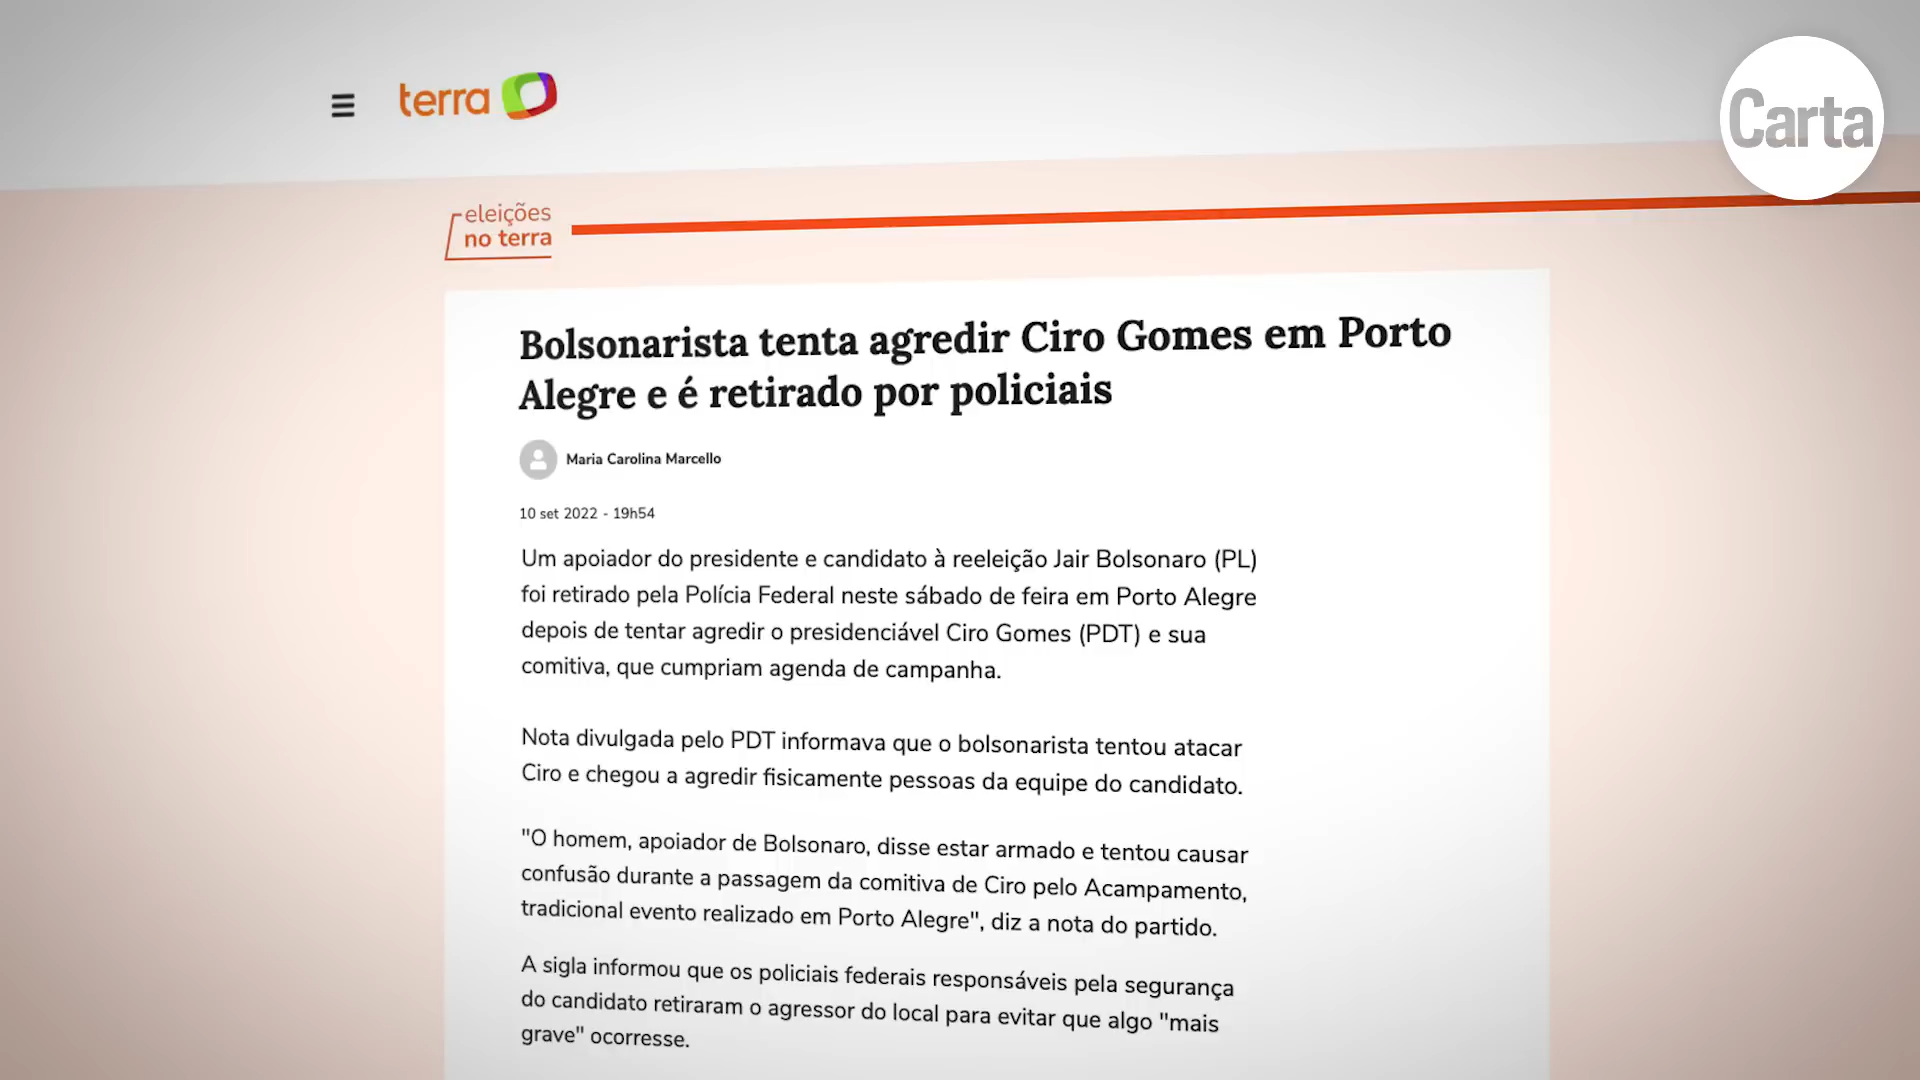 terra
Carta
eleições
no terra
Bolsonarista tenta agredir Ciro Gomes em Porto
Alegre e é retirado por policiais
Maria Carolina Marcello
10 set 2022 - 19h54
Um apoiador do presidente e candidato à reeleição Jair Bolsonaro (PL)
foi retirado pela Polícia Federal neste sábado de feira em Porto Alegre
depois de tentar agredir o presidenciável Ciro Gomes (PDT) e sua
comitiva, que cumpriam agenda de campanha.
Nota divulgada pelo PDT informava que o bolsonarista tentou atacar
Ciro e chegou a agredir fisicamente pessoas da equipe do candidato.
"O homem, apoiador de Bolsonaro, disse estar armado e tentou causar
confusão durante a passagem da comitiva de Ciro pelo Acampamento,
tradicional evento realizado em Porto Alegre", diz a nota do partido.
A sigla informou que os policiais federais responsáveis pela segurança
do candidato retiraram o agressor do local para evitar que algo "mais
grave" ocorresse.